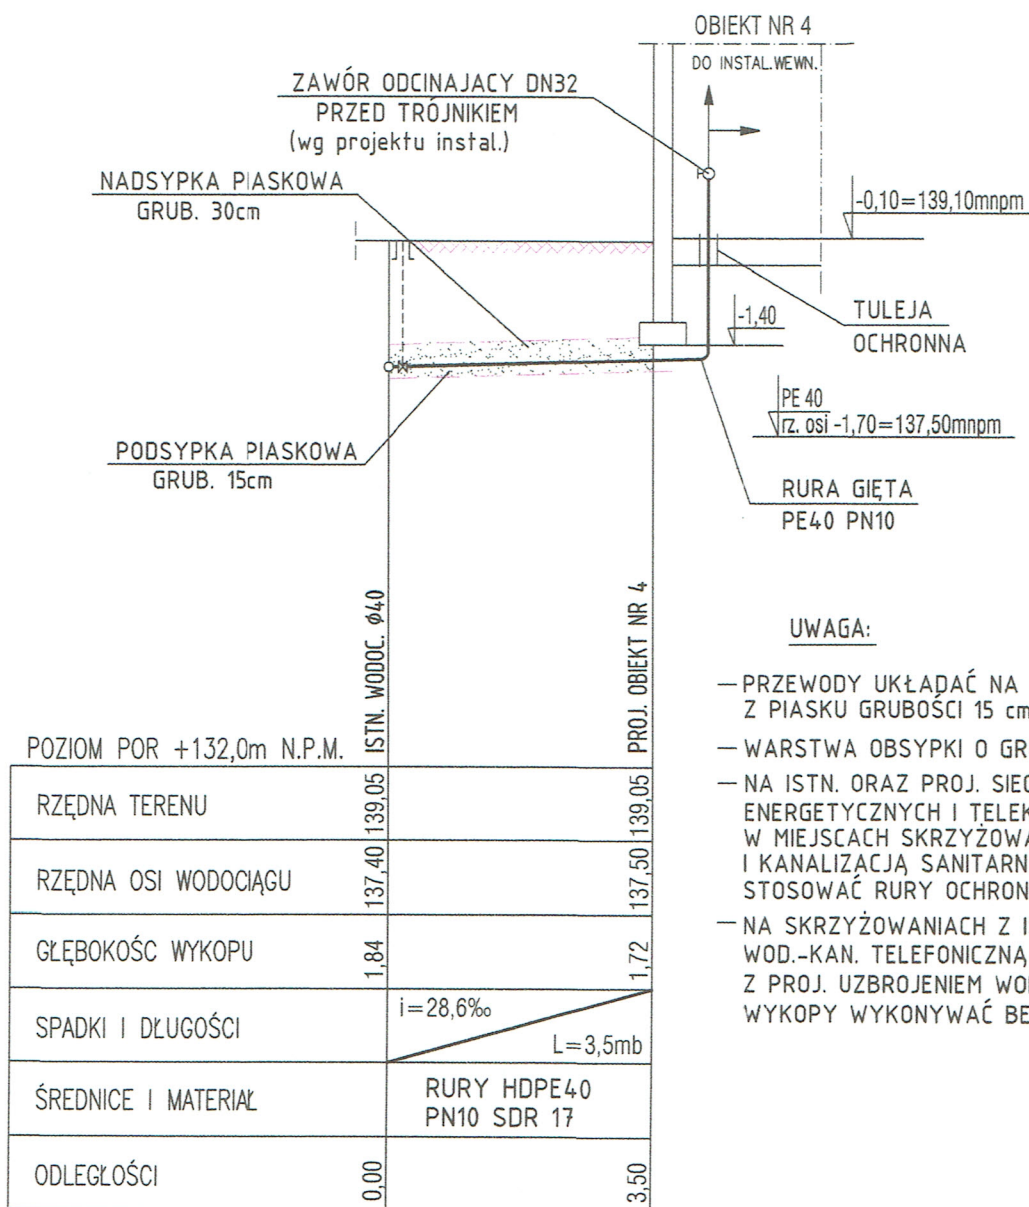 OBIEKT NR 4
DO INSTAL.WEWN.
ZAWÓR ODCINAJACY DN32
PRZED TRÓJNIKIEM
(wg projektu instal.)
NADSYPKA PIASKOWA
GRUB. 30cm
-0,10=139,10mnpm
TULEJA
OCHRONNA
-1,40
PE 40
rz. osi -1,70=137,50mnpm
PODSYPKA PIASKOWA
GRUB. 15cm
RURA GIĘTA
PE40 PN10
UWAGA:
— PRZEWODY UKŁADAĆ NA
Z PIASKU GRUBOŚCI 15 cm
— WARSTWA OBSYPKI O GR
— NA ISTN. ORAZ PROJ. SIEC
ENERGETYCZNYCH I TELEK
W MIEJSCACH SKRZYŻOWA
I KANALIZACJĄ SANITARN
STOSOWAĆ RURY OCHRON
— NA SKRZYŻOWANIACH Z I
WOD.-KAN. TELEFONICZNĄ
Z PROJ. UZBROJENIEM WO
WYKOPY WYKONYWAĆ BE
ISTN. WODOC. ϕ40
PROJ. OBIEKT NR 4
POZIOM POR +132,0m N.P.M.
RZĘDNA TERENU 139,05 139,05
RZĘDNA OSI WODOCIĄGU 137,40 137,50
GŁĘBOKOŚC WYKOPU 1,84 1,72
SPADKI I DŁUGOŚCI i=28,6‰ L=3,5mb
ŚREDNICE I MATERIAŁ RURY HDPE40
PN10 SDR 17
ODLEGŁOŚCI 0,00 3,50